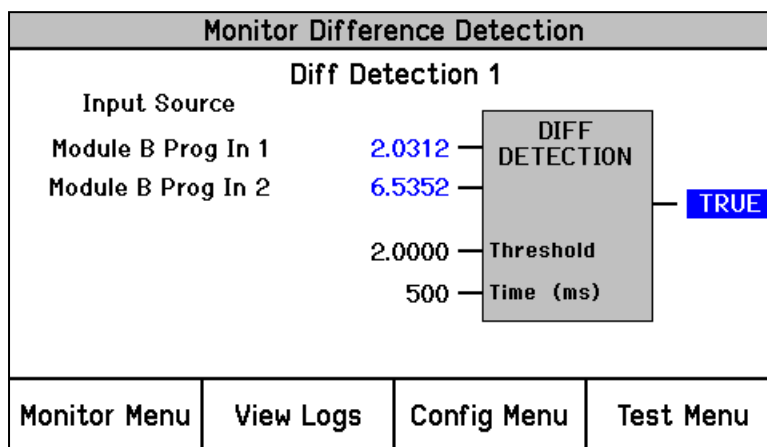 Monitor Difference Detection
Diff Detection 1
Input Source
Module B Prog In 1 2.0312
Module B Prog In 2 6.5352
DIFF
DETECTION
TRUE
2.0000 Threshold
500 Time (ms)
Monitor Menu View Logs Config Menu Test Menu